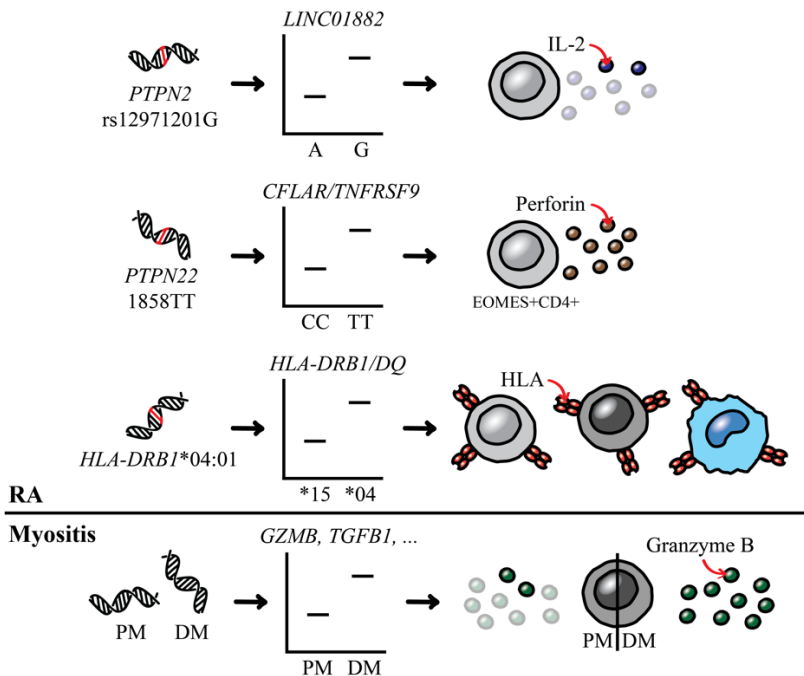 LINC01882
IL-2
PTPN2
rs12971201G
A G
CFLAR/TNFRSF9
Perforin
PTPN22
1858TT
EOMES+CD4+
CC TT
HLA-DRB1/DQ
HLA
HLA-DRB1*04:01
*15 *04
RA
Myositis
GZMB, TGFB1, ...
Granzyme B
PM DM
PM DM
PM DM